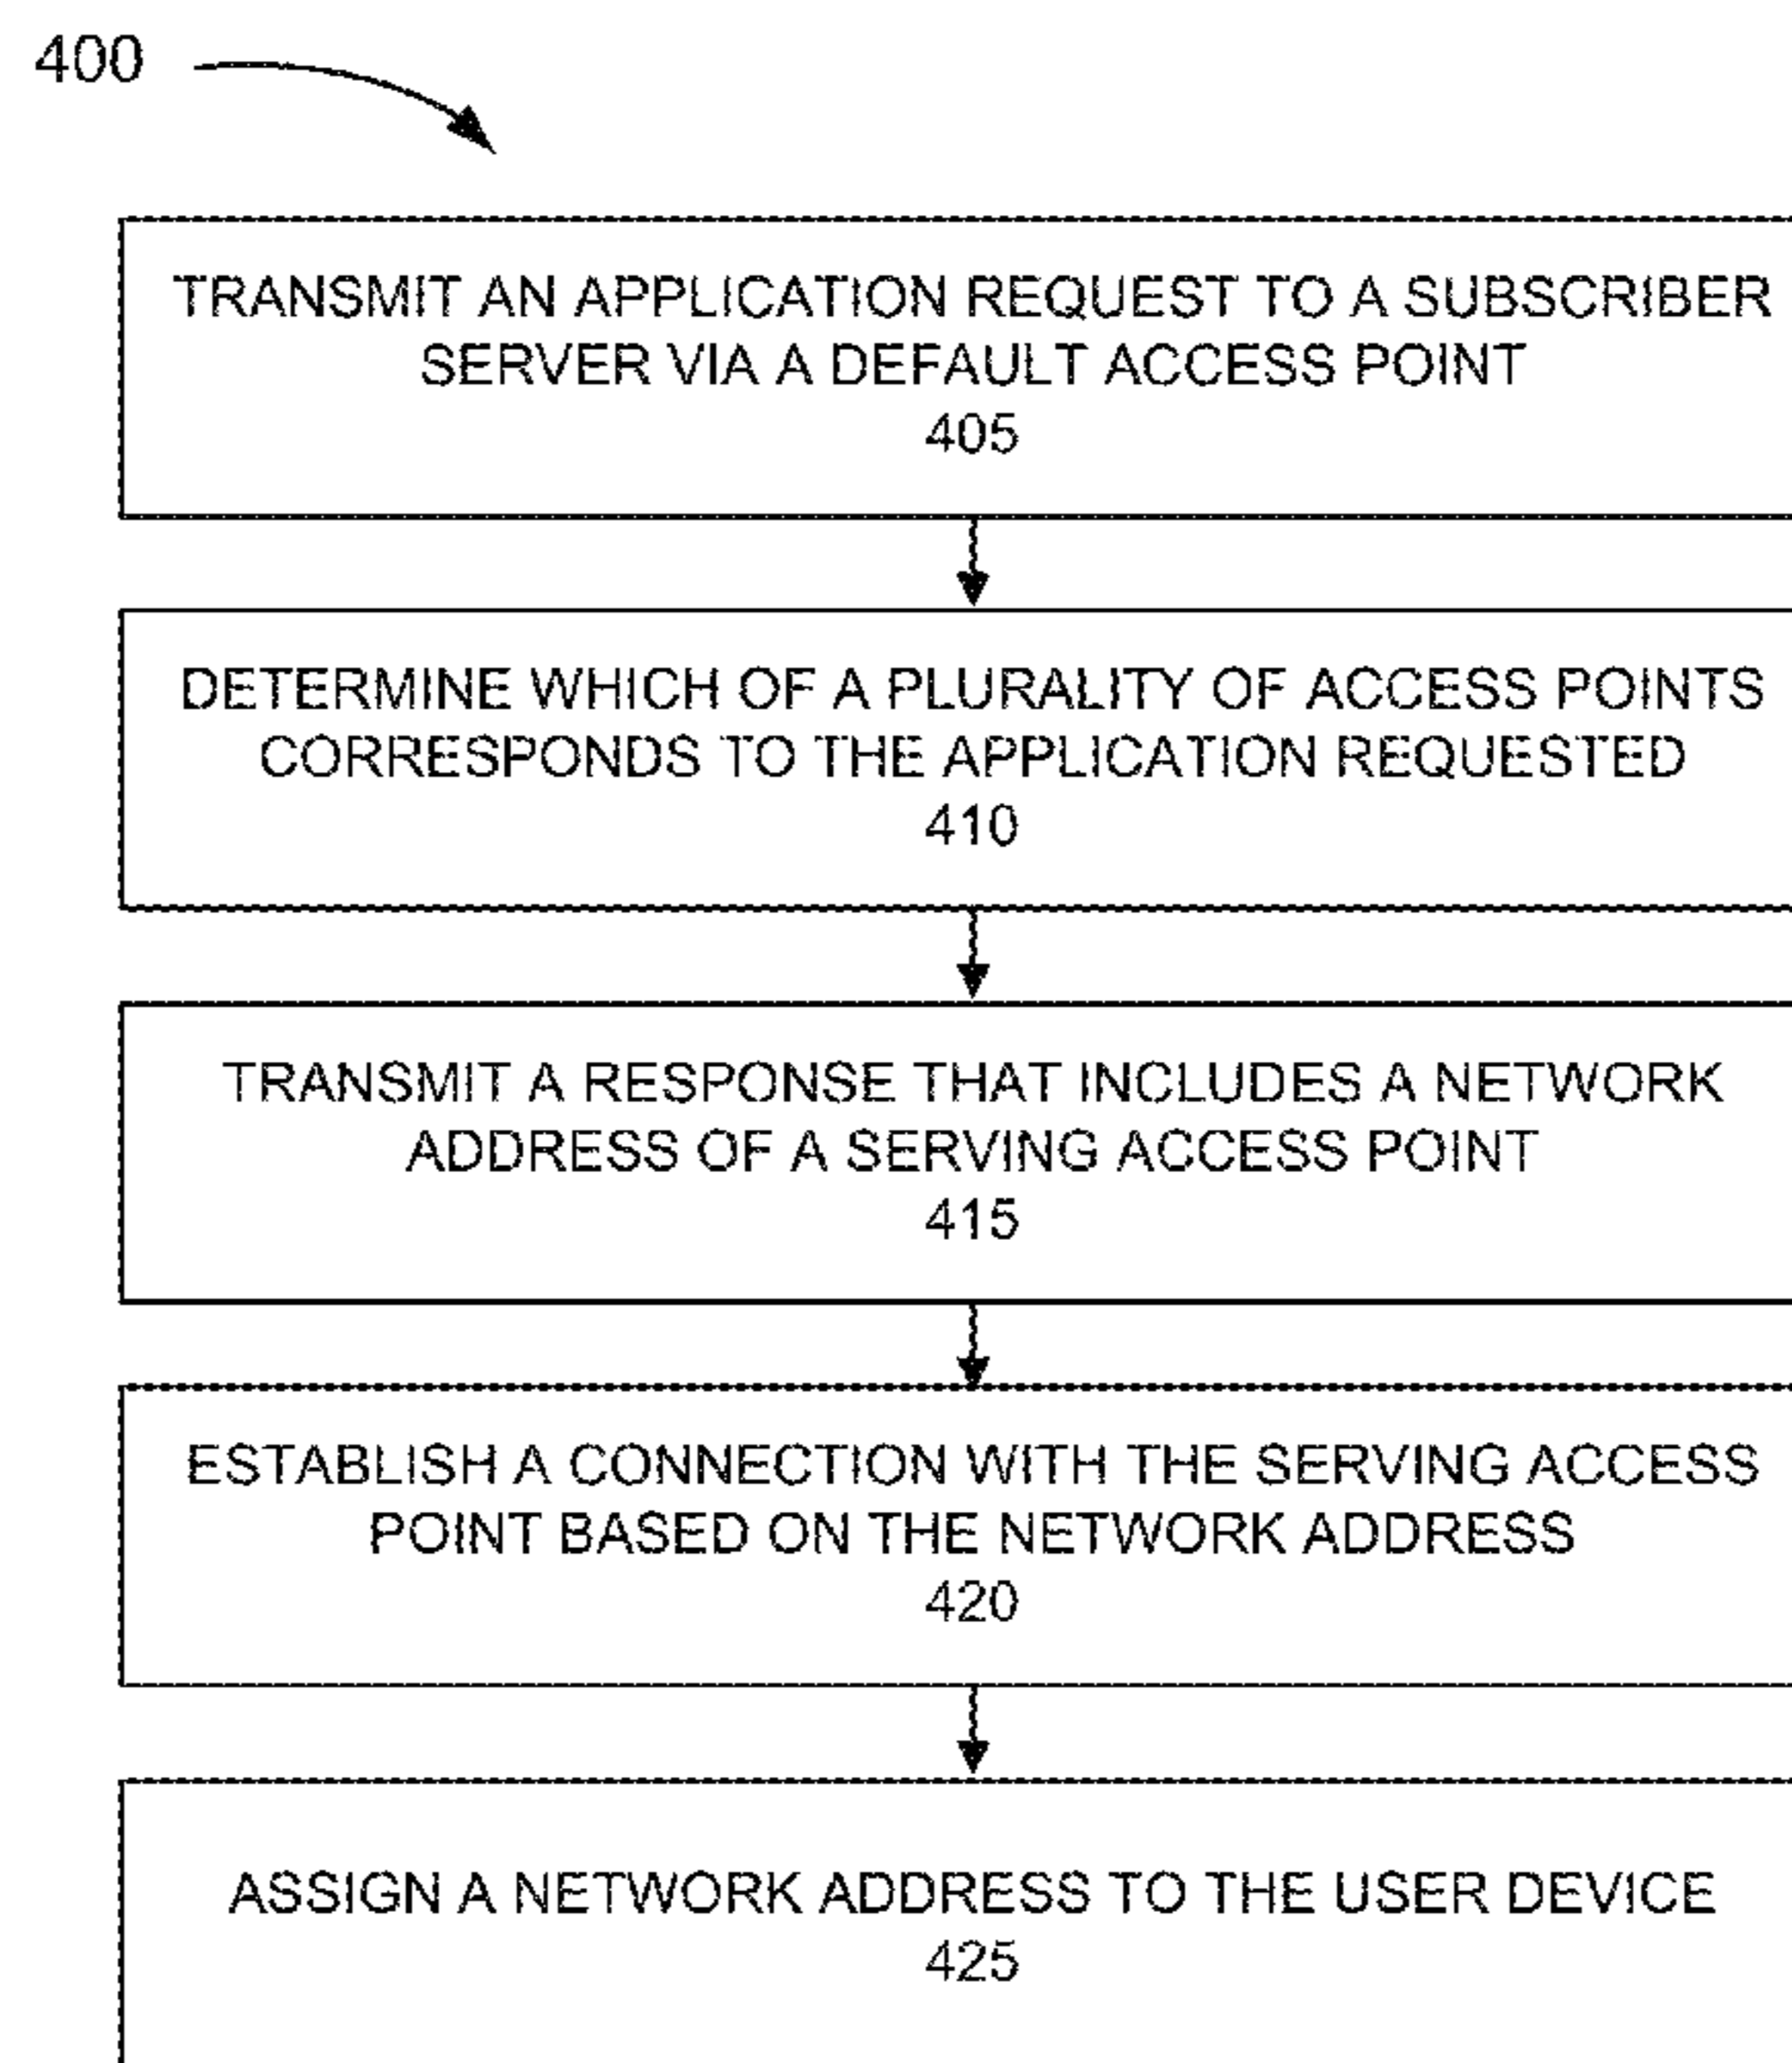 400
TRANSMIT AN APPLICATION REQUEST TO A SUBSCRIBER
SERVER VIA A DEFAULT ACCESS POINT
405
DETERMINE WHICH OF A PLURALITY OF ACCESS POINTS
CORRESPONDS TO THE APPLICATION REQUESTED
410
TRANSMIT A RESPONSE THAT INCLUDES A NETWORK
ADDRESS OF A SERVING ACCESS POINT
415
ESTABLISH A CONNECTION WITH THE SERVING ACCESS
POINT BASED ON THE NETWORK ADDRESS
420
ASSIGN A NETWORK ADDRESS TO THE USER DEVICE
425